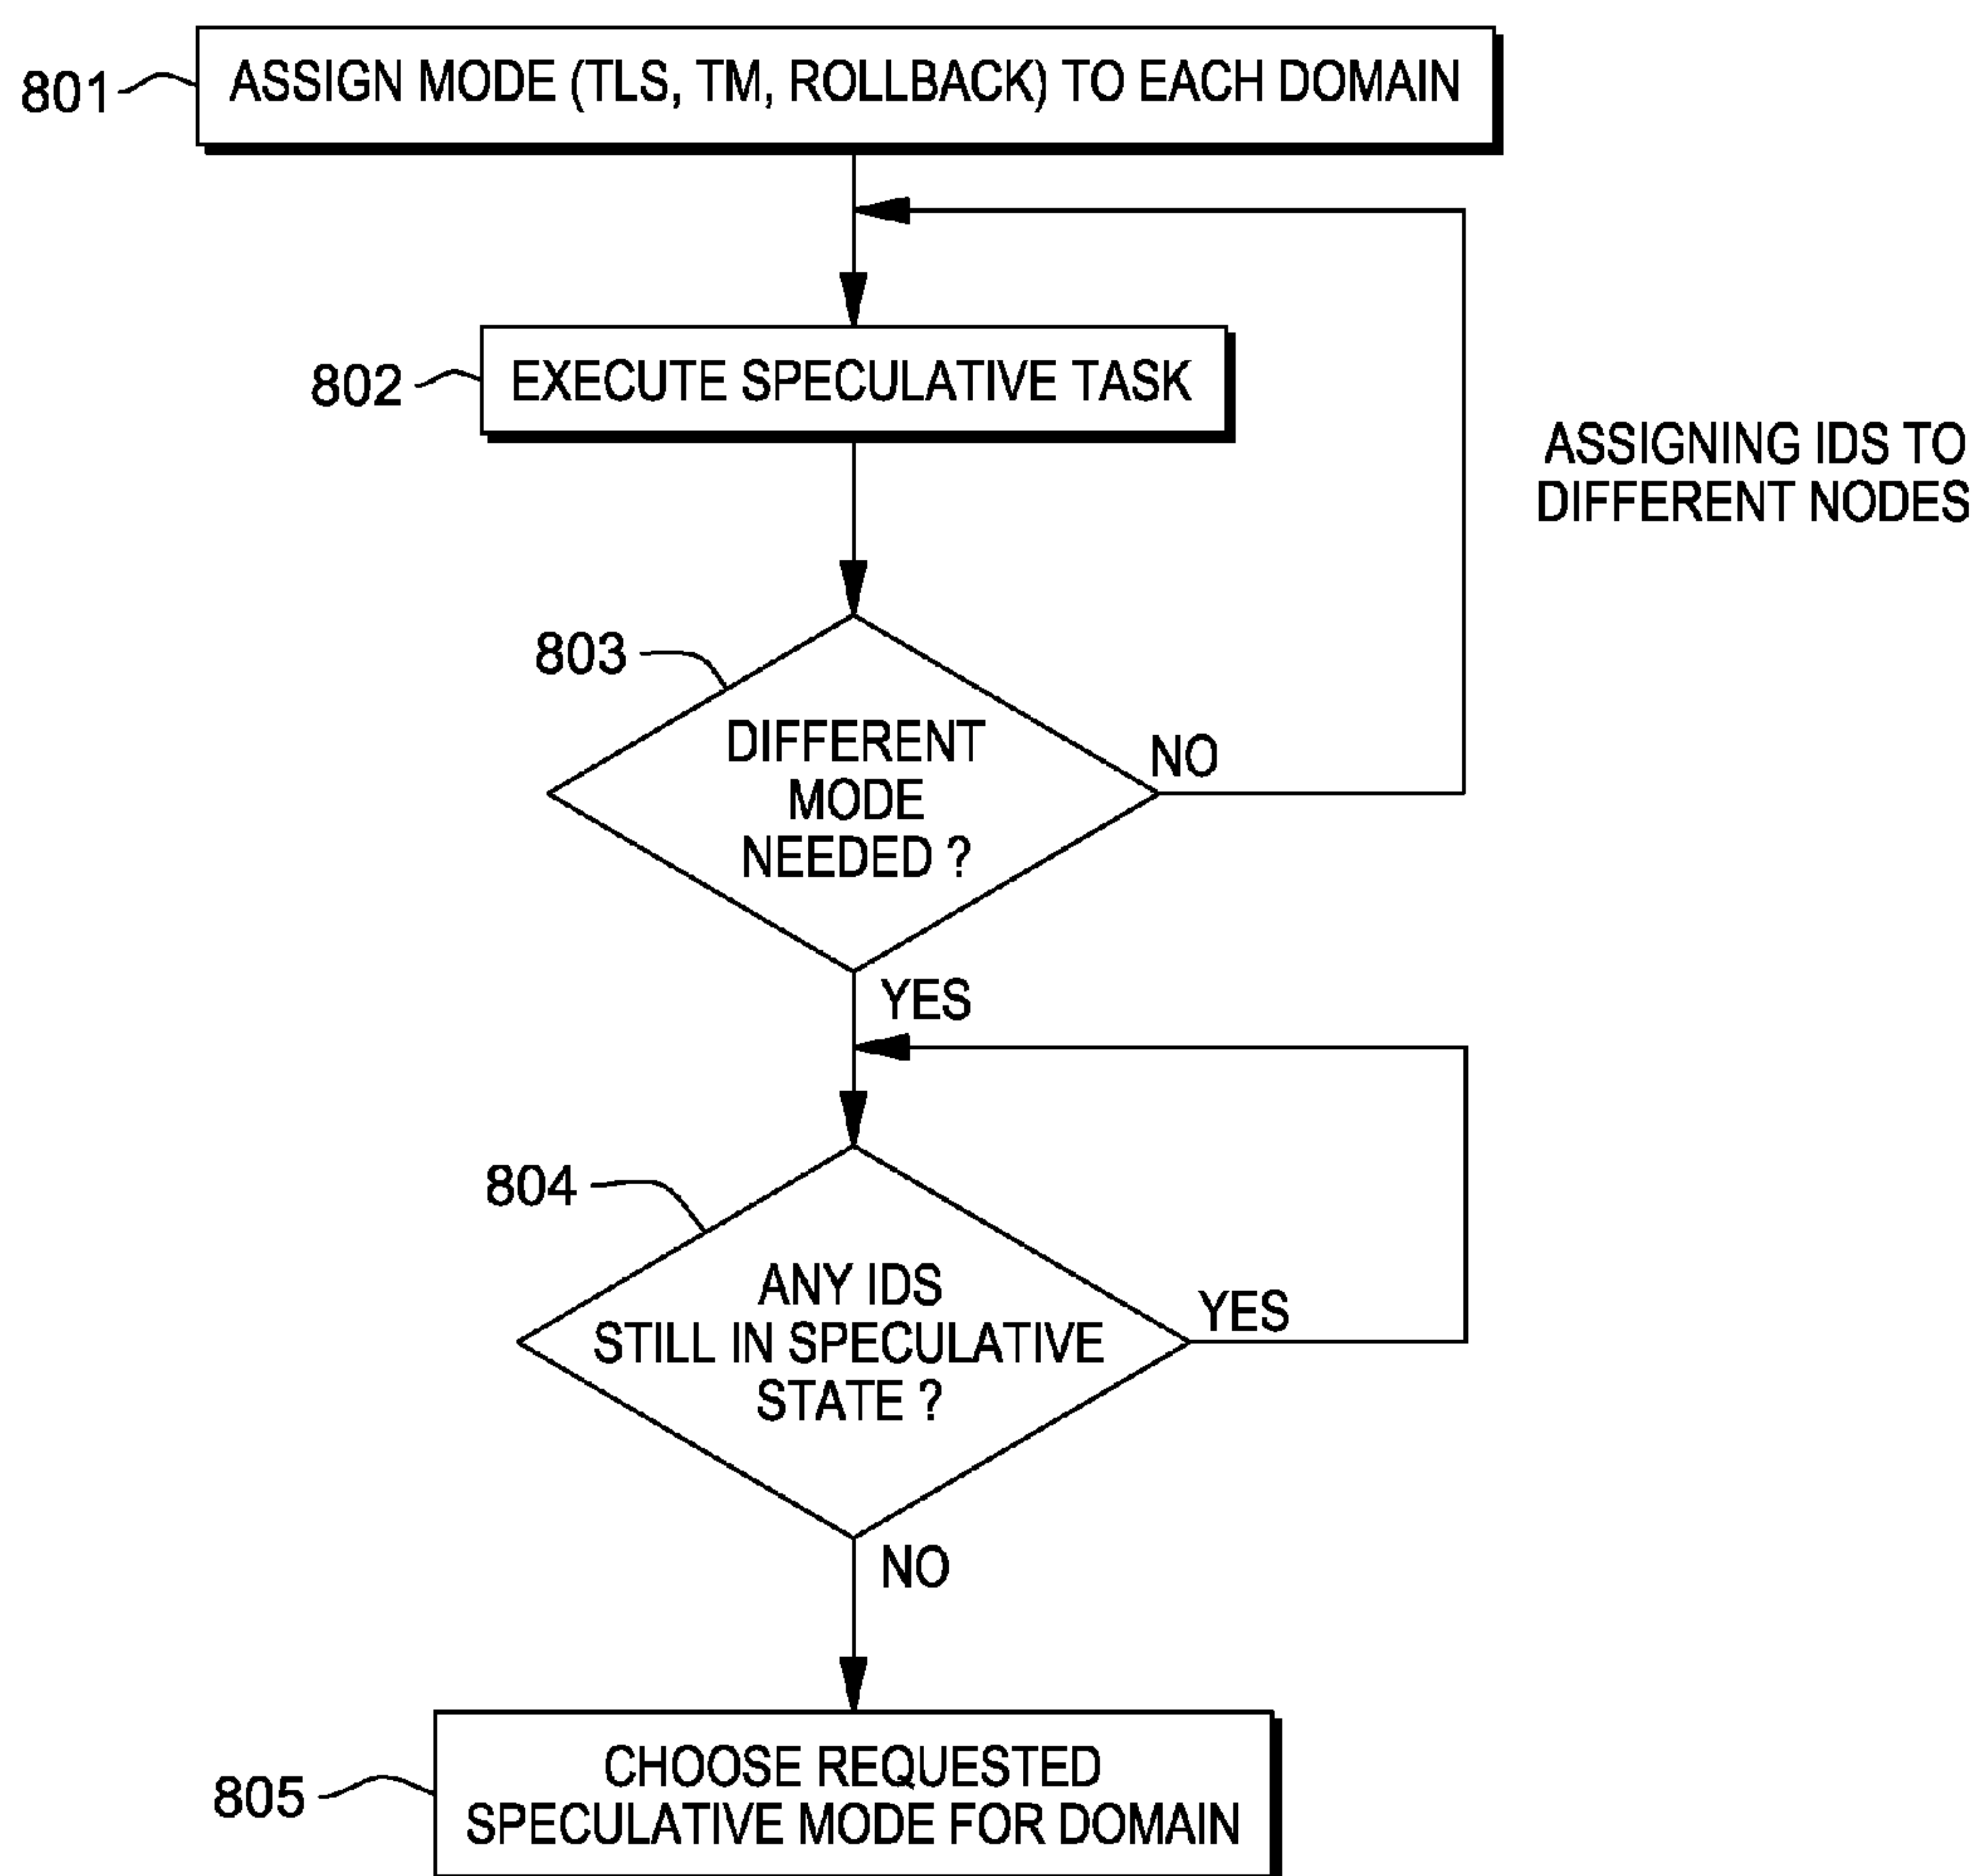 801
ASSIGN MODE (TLS, TM, ROLLBACK) TO EACH DOMAIN
802
EXECUTE SPECULATIVE TASK
ASSIGNING IDS TO
DIFFERENT NODES
803
DIFFERENT
MODE
NEEDED ?
NO
YES
804
ANY IDS
STILL IN SPECULATIVE
STATE ?
YES
NO
805
CHOOSE REQUESTED
SPECULATIVE MODE FOR DOMAIN